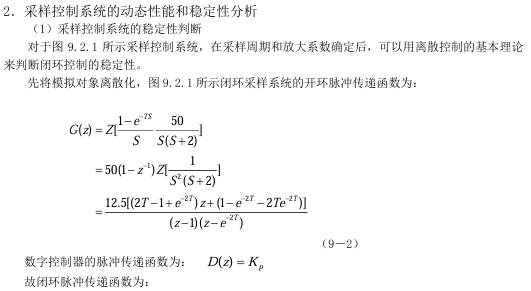 2．采样控制系统的动态性能和稳定性分析
（1）采样控制系统的稳定性判断
对于图 9.2.1 所示采样控制系统，在采样周期和放大系数确定后，可以用离散控制的基本理论
来判断闭环控制的稳定性。
先将模拟对象离散化，图 9.2.1 所示闭环采样系统的开环脉冲传递函数为：
G(z) = Z[\frac{1-e^{-TS}}{S} \frac{50}{S(S+2)}]
= 50(1-z^{-1})Z[\frac{1}{S^{2}(S+2)}]
= \frac{12.5[(2T-1+e^{-2T})z+(1-e^{-2T}-2Te^{-2T})]}{(z-1)(z-e^{-2T})}
（9－2）
数字控制器的脉冲传递函数为： D(z) = K_{p}
故闭环脉冲传递函数为：